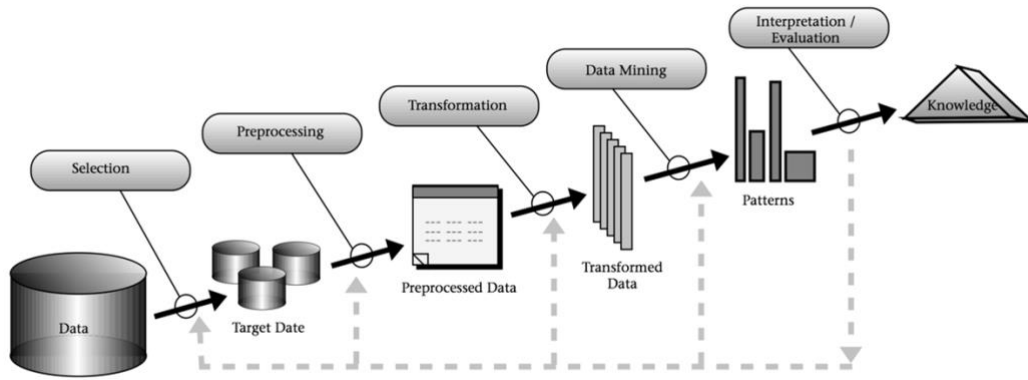 Interpretation /
Evaluation
Data Mining
Transformation
Preprocessing
Selection
Knowledge
Patterns
Transformed
Data
Preprocessed Data
Target Date
Data